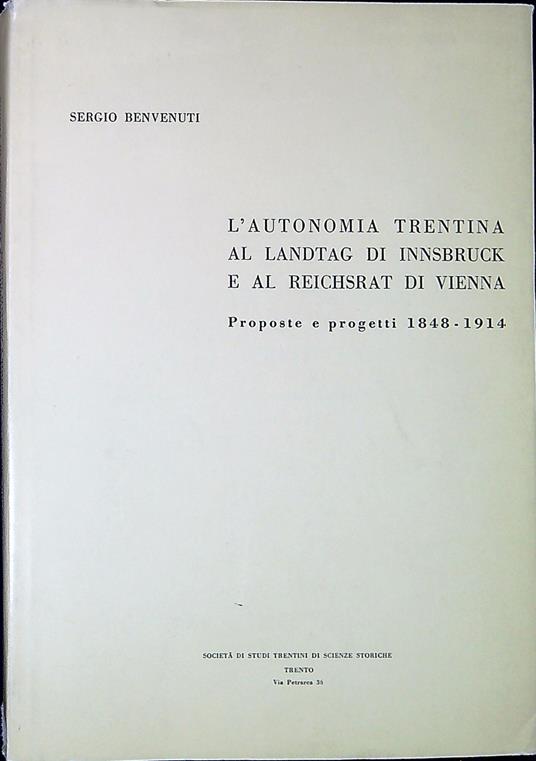 SERGIO BENVENUTI
L'AUTONOMIA TRENTINA
AL LANDTAG DI INNSBRUCK
E AL REICHSRAT DI VIENNA
Proposte e progetti 1848-1914
SOCIETÀ DI STUDI TRENTINI DI SCIENZE STORICHE
TRENTO
Via Petrarca 36